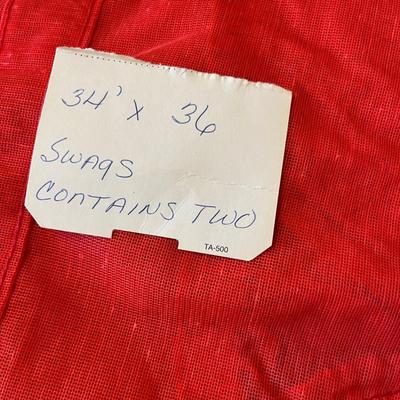 34' x 36
Swags
Contains Two
TA-500